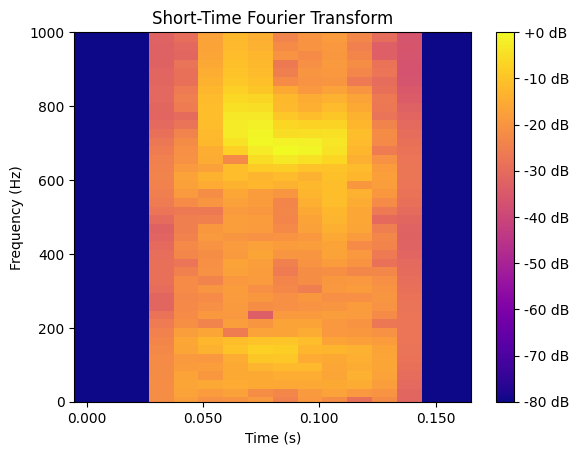 Short-Time Fourier Transform
1000
800
600
400
200
0
Frequency (Hz)
0.000
0.050
0.100
0.150
Time (s)
+0 dB
-10 dB
-20 dB
-30 dB
-40 dB
-50 dB
-60 dB
-70 dB
-80 dB